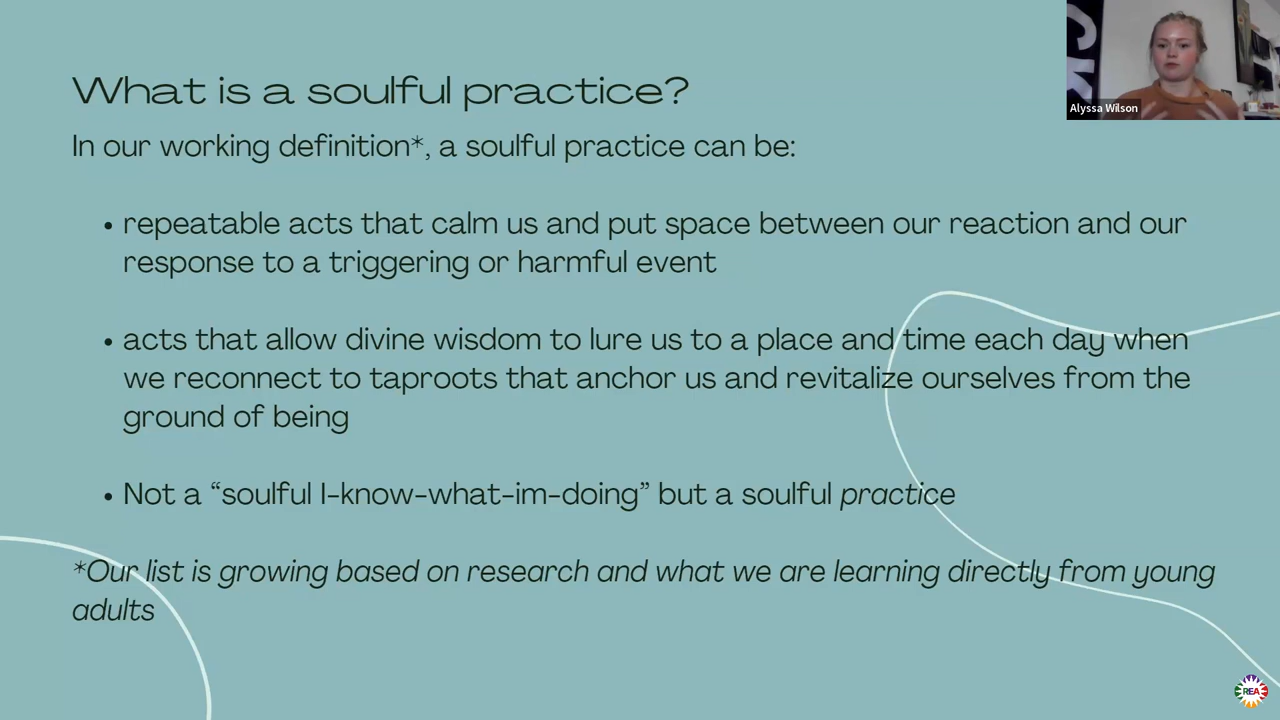 What is a soulful practice?
In our working definition*, a soulful practice can be:
• repeatable acts that calm us and put space between our reaction and our
response to a triggering or harmful event
• acts that allow divine wisdom to lure us to a place and time each day when
we reconnect to taproots that anchor us and revitalize ourselves from the
ground of being
• Not a “soulful I-know-what-im-doing” but a soulful practice
*Our list is growing based on research and what we are learning directly from young
adults
CK
Alyssa Wilson
REA